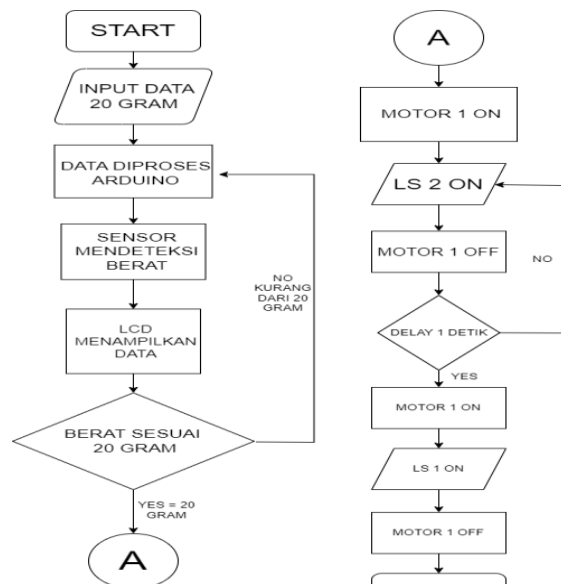 START
INPUT DATA
20 GRAM
DATA DIPROSES
ARDUINO
SENSOR
MENDETEKSI
BERAT
LCD
MENAMPILKAN
DATA
NO
KURANG
DARI 20
GRAM
BERAT SESUAI
20 GRAM
YES = 20
GRAM
A
A
MOTOR 1 ON
LS 2 ON
MOTOR 1 OFF
NO
DELAY 1 DETIK
YES
MOTOR 1 ON
LS 1 ON
MOTOR 1 OFF